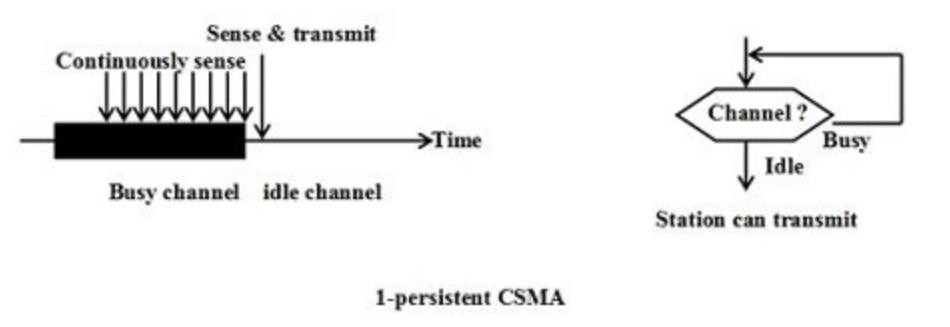 Sense & transmit
Continuously sense
Time
Busy channel
idle channel
Channel ?
Busy
Idle
Station can transmit
1-persistent CSMA